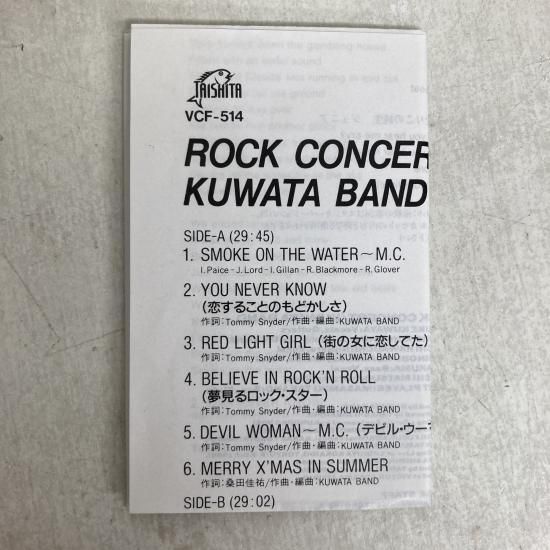 TAISHITA
VCF-514
ROCK CONCER
KUWATA BAND
SIDE-A (29:45)
1. SMOKE ON THE WATER〜M.C.
I. Paice-J. Lord-I. Gillan-R. Blackmore-R. Glover
2. YOU NEVER KNOW
(恋することのもどかしさ)
作詞:Tommy Snyder/作曲・編曲:KUWATA BAND
3. RED LIGHT GIRL (街の女に恋してた)
作詞:Tommy Snyder/作曲・編曲:KUWATA BAND
4. BELIEVE IN ROCK'N ROLL
(夢見るロック・スター)
作詞:Tommy Snyder/作曲・編曲:KUWATA BAND
5. DEVIL WOMAN〜M.C. (デビル・ウーマ
作詞:Tommy Snyder/作曲・編曲:KUWATA BAND
6. MERRY X'MAS IN SUMMER
作詞:桑田佳祐/作曲・編曲:KUWATA BAND
SIDE-B (29:02)